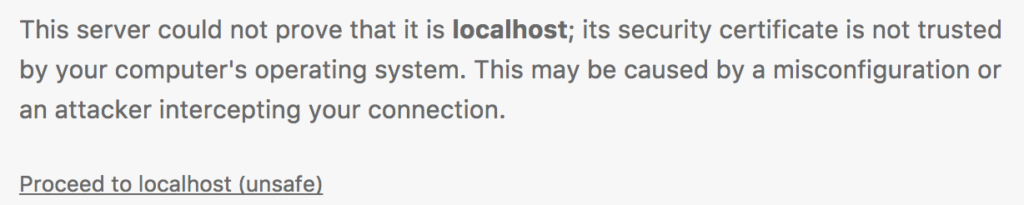 This server could not prove that it is localhost; its security certificate is not trusted
by your computer's operating system. This may be caused by a misconfiguration or
an attacker intercepting your connection.
Proceed to localhost (unsafe)